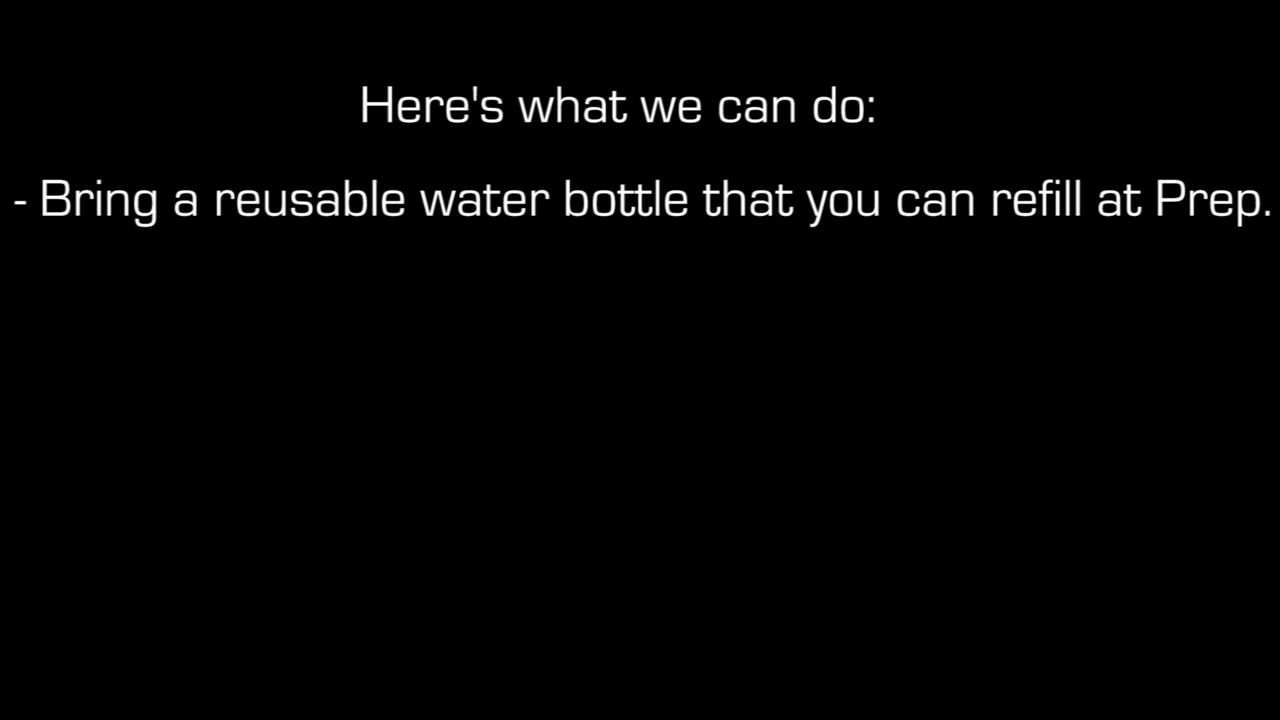 Here's what we can do:
- Bring a reusable water bottle that you can refill at Prep.